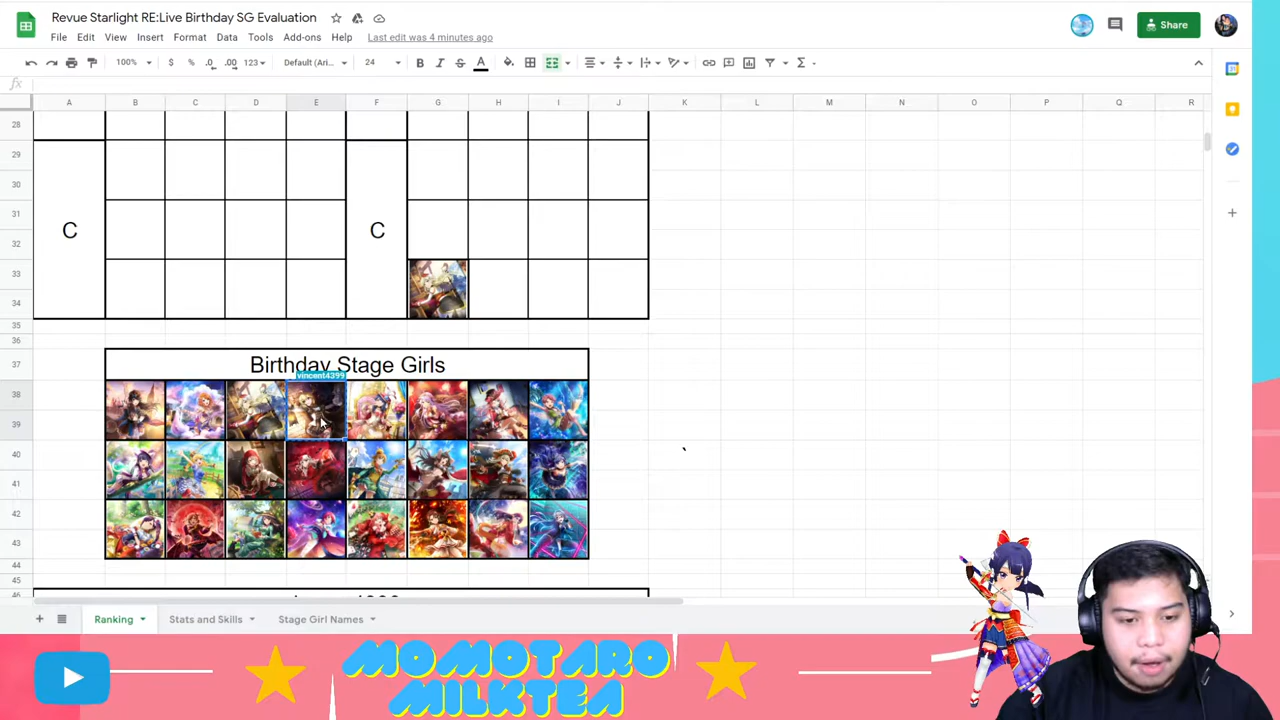 Revue Starlight RE:Live Birthday SG Evaluation
File Edit View Insert Format Data Tools Add-ons Help Last edit was 4 minutes ago
Share
100% $ % .0 .00 123 Default (Ari... 24 B I S A
fx
A B C D E F G H I J K L M N O P Q R
28
29
30
31
32
33
34
35
36
37
38
39
40
41
42
43
44
45
46
C C
Birthday Stage Girls
vincent4399
Ranking Stats and Skills Stage Girl Names
MOMOTARO
MILKTEA